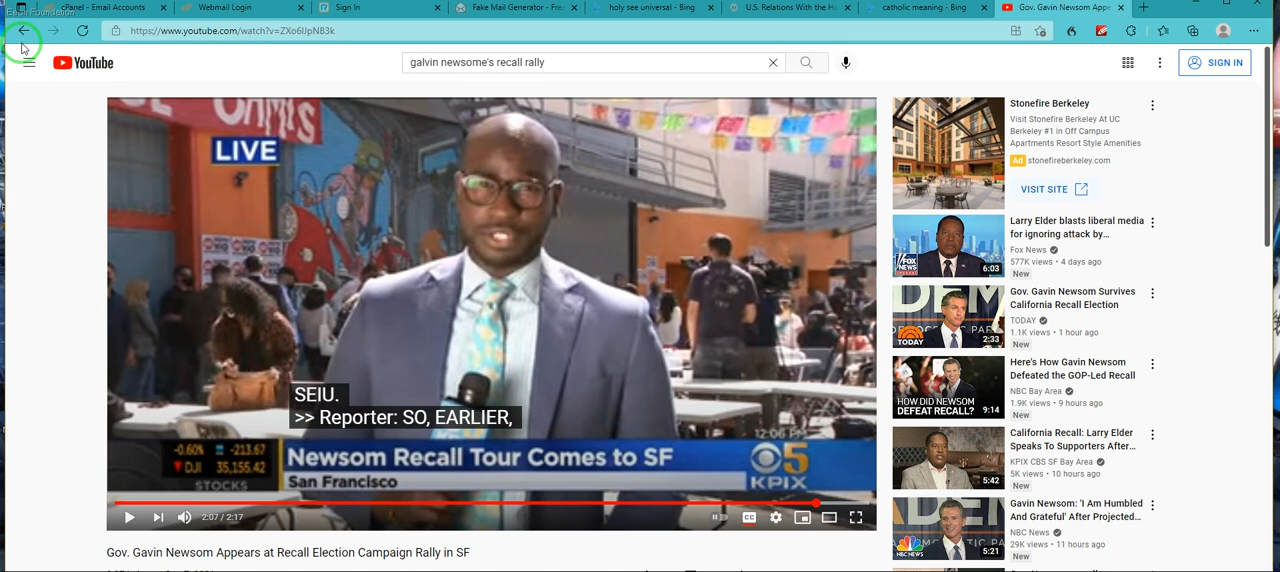 cPanel - Email Accounts
Webmail Login
Sign In
Fake Mail Generator - Fre
holy see universal - Bing
U.S. Relations With the Ho
catholic meaning - Bing
Gov. Gavin Newsom Appe
https://www.youtube.com/watch?v=ZXo6IJpNB3k
YouTube
galvin newsome's recall rally
SIGN IN
LIVE
SEIU.
>> Reporter: SO, EARLIER,
12:06 PM
-0.60% -213.67
DJI 35,155.42
STOCKS
Newsom Recall Tour Comes to SF
San Francisco
5
KPIX
2:07 / 2:17
CC
Gov. Gavin Newsom Appears at Recall Election Campaign Rally in SF
Stonefire Berkeley
Visit Stonefire Berkeley At UC
Berkeley #1 in Off Campus
Apartments Resort Style Amenities
Ad stonefireberkeley.com
VISIT SITE
Larry Elder blasts liberal media
for ignoring attack by...
Fox News
577K views • 4 days ago
New
FOX NEWS
6:03
Gov. Gavin Newsom Survives
California Recall Election
TODAY
1.1K views • 1 hour ago
New
TODAY
2:33
Here's How Gavin Newsom
Defeated the GOP-Led Recall
NBC Bay Area
1.9K views • 9 hours ago
New
HOW DID NEWSOM
DEFEAT RECALL?
9:14
California Recall: Larry Elder
Speaks To Supporters After...
KPIX CBS SF Bay Area
5K views • 10 hours ago
New
5:42
Gavin Newsom: 'I Am Humbled
And Grateful' After Projected...
NBC News
29K views • 11 hours ago
New
NBC NEWS
5:21